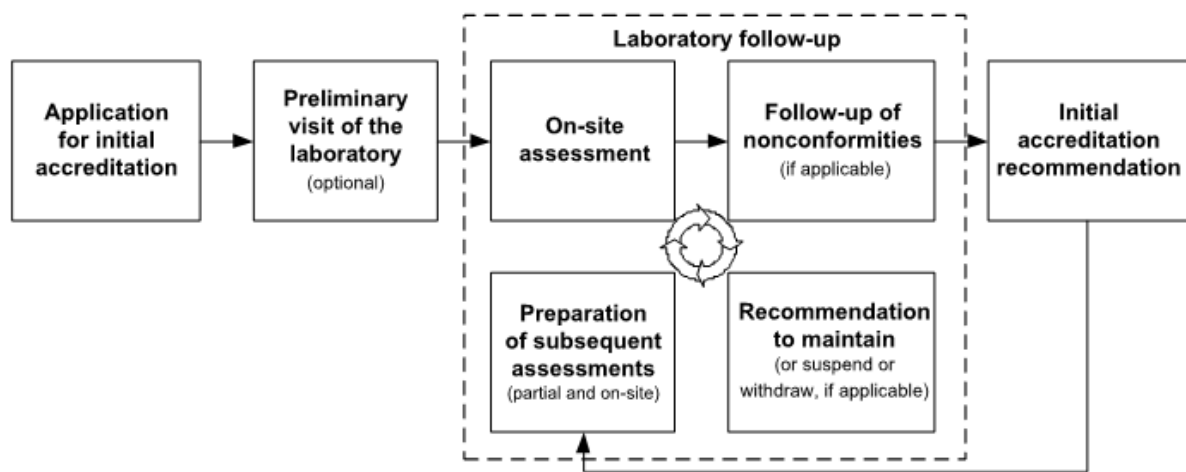 Laboratory follow-up
Application
for initial
accreditation
Preliminary
visit of the
laboratory
(optional)
On-site
assessment
Follow-up of
nonconformities
(if applicable)
Initial
accreditation
recommendation
Preparation
of subsequent
assessments
(partial and on-site)
Recommendation
to maintain
(or suspend or
withdraw, if applicable)